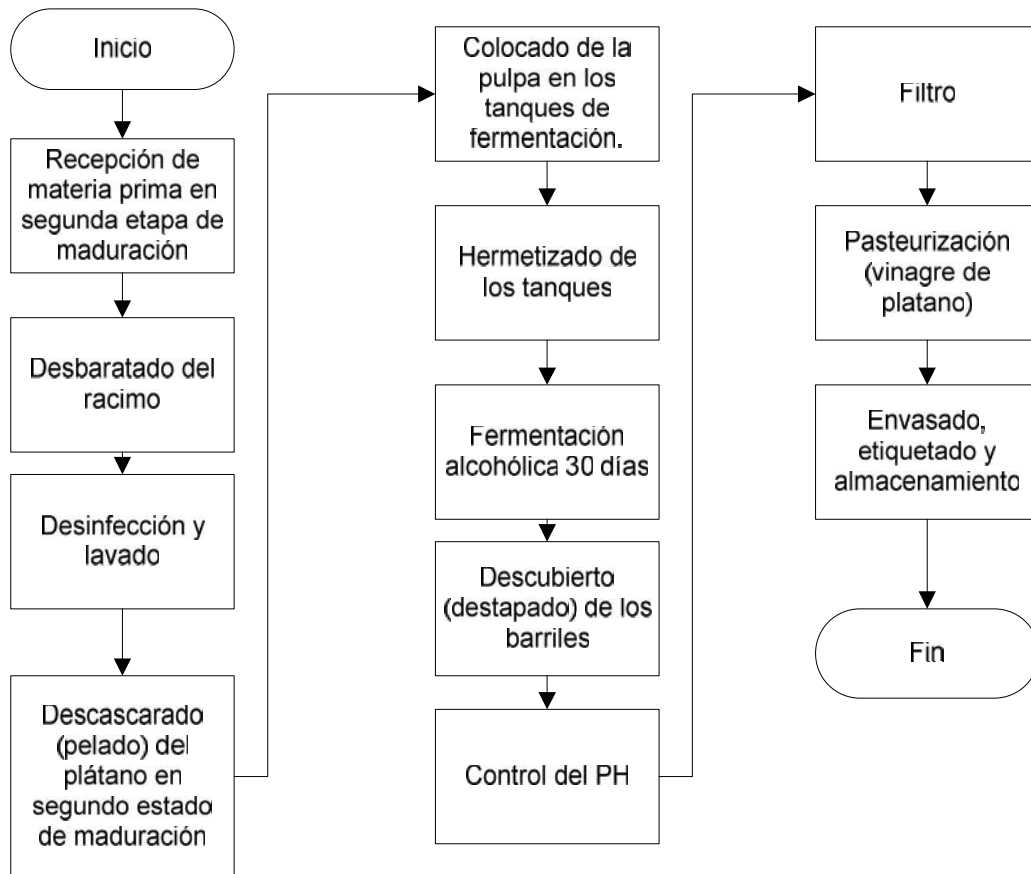 Inicio
Recepción de
materia prima en
segunda etapa de
maduración
Desbaratado del
racimo
Desinfección y
lavado
Descascarado
(pelado) del
plátano en
segundo estado
de maduración
Colocado de la
pulpa en los
tanques de
fermentación.
Hermetizado de
los tanques
Fermentación
alcohólica 30 días
Descubierto
(destapado) de los
barriles
Control del PH
Filtro
Pasteurización
(vinagre de
platano)
Envasado,
etiquetado y
almacenamiento
Fin